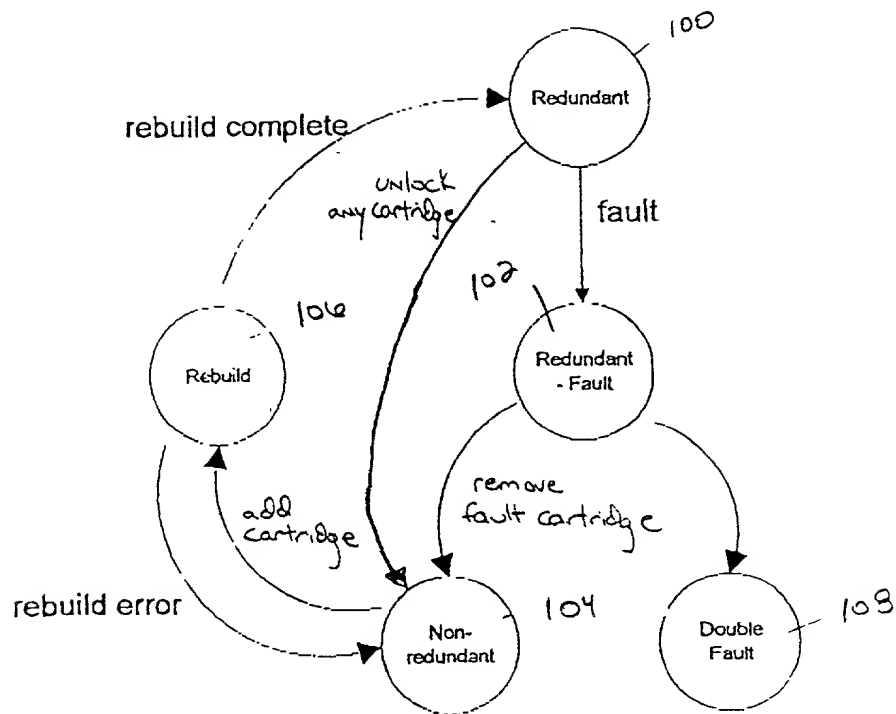 100
Redundant
rebuild complete
unlock
any cartridge
fault
102
106
Redundant
- Fault
Rebuild
remove
fault cartridge
add
cartridge
rebuild error
104
108
Non-
redundant
Double
Fault